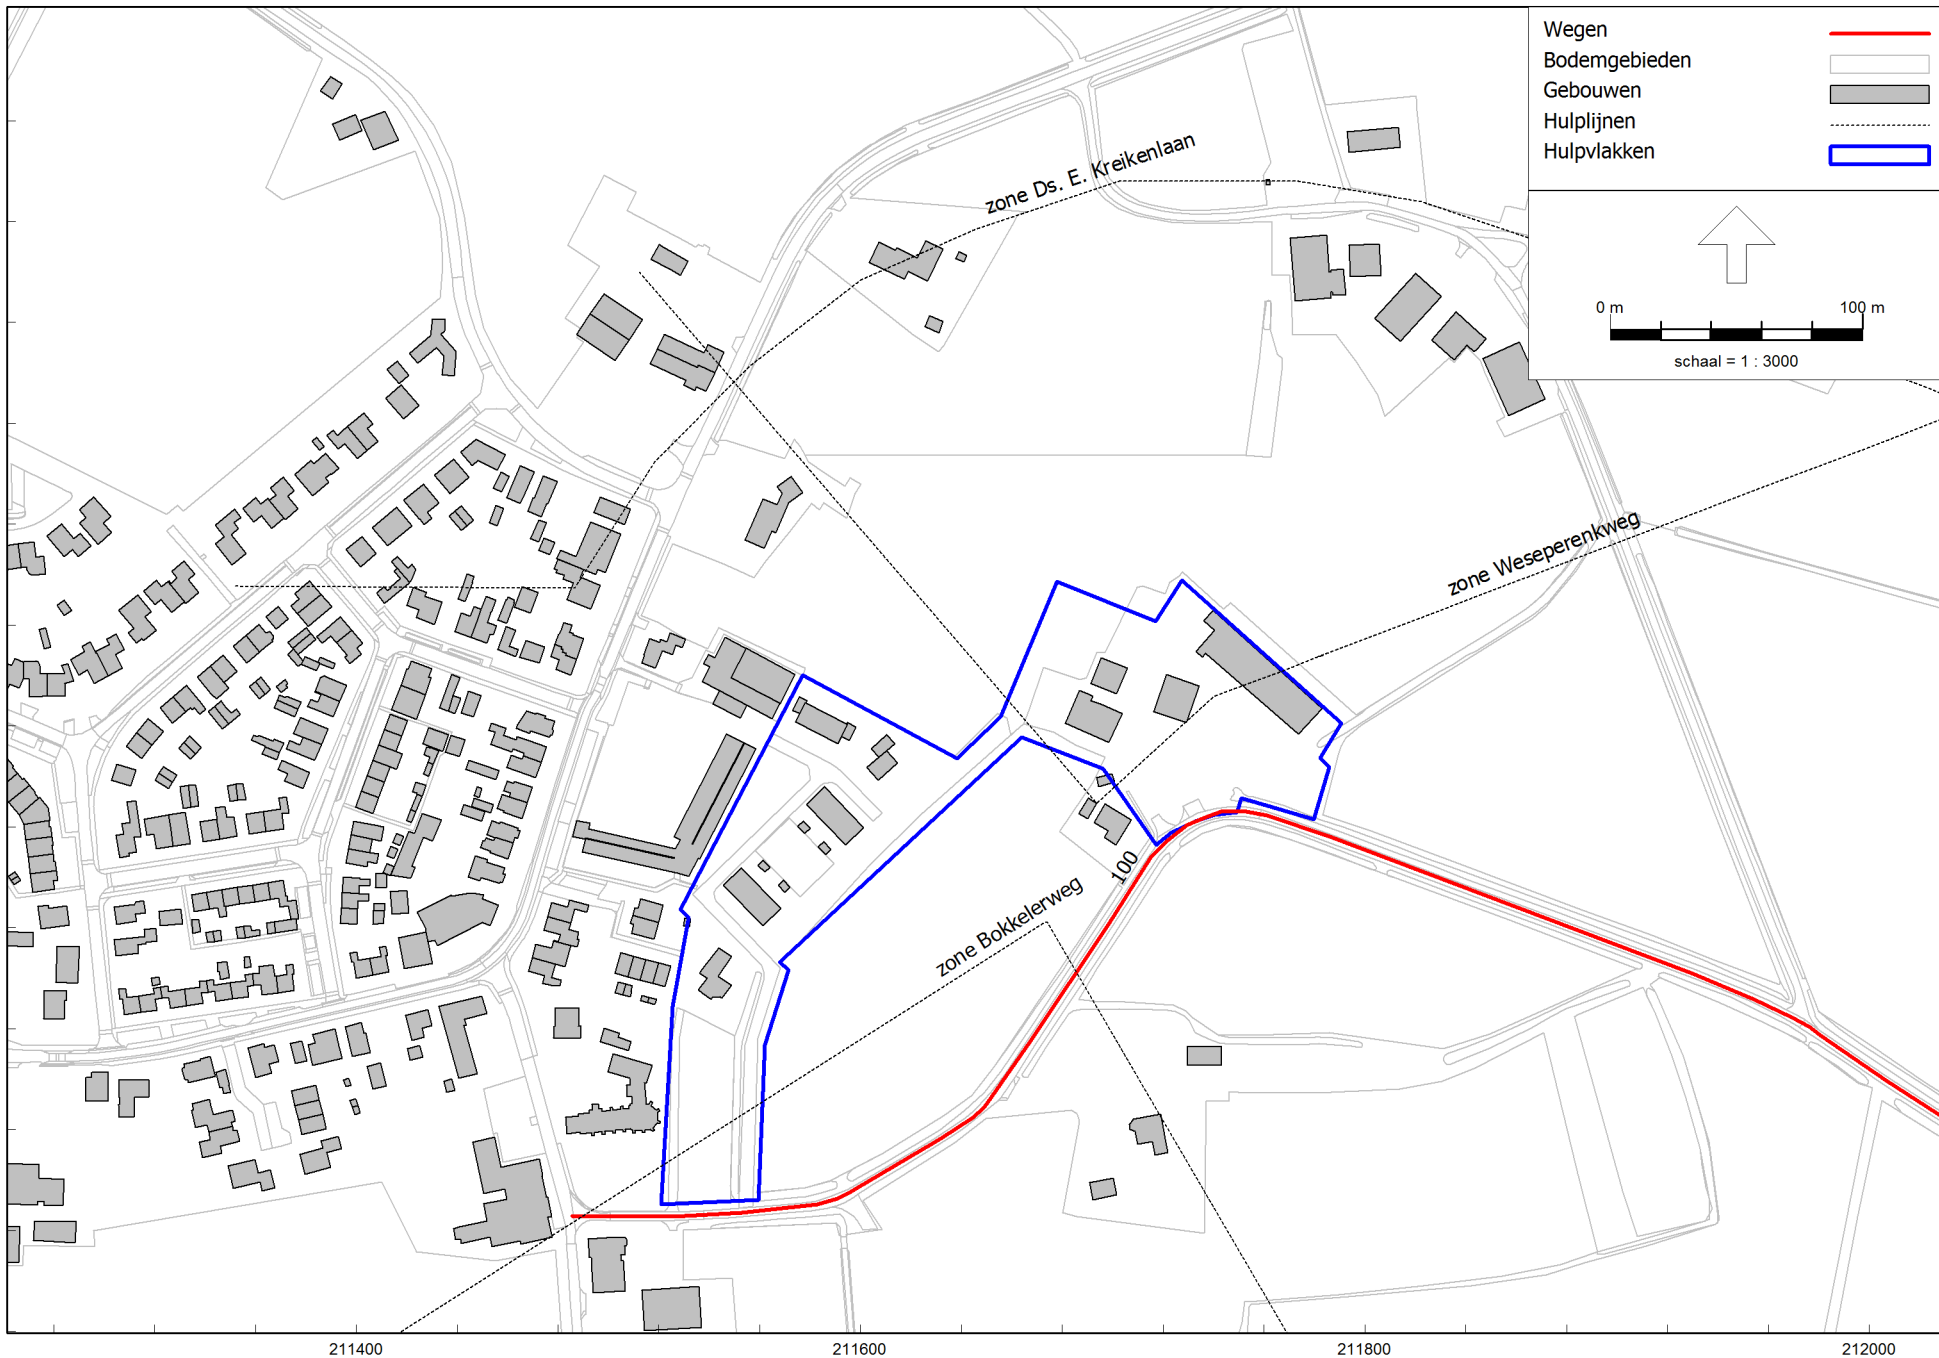 Wegen
Bodemgebieden
Gebouwen
Hulplijnen
Hulpvlakken
0 m 100 m
schaal = 1 : 3000
zone Ds. E. Kreikenlaan
zone Weseperenkweg
100
zone Bokkelerweg
211400 211600 211800 212000